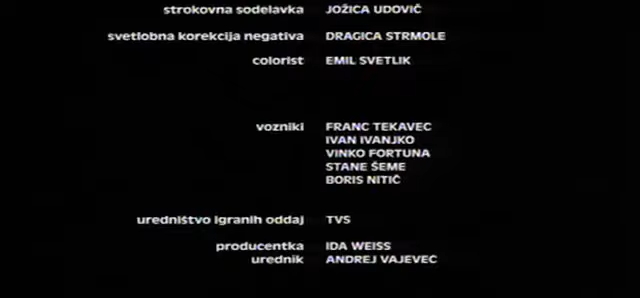 strokovna sodelavka JOŽICA UDOVIČ
svetlobna korekcija negativa DRAGICA STRMOLE
colorist EMIL SVETLIK
vozniki FRANC TEKAVEC
IVAN IVANJKO
VINKO FORTUNA
STANE ŠEME
BORIS NITIČ
uredništvo igranih oddaj TVS
producentka IDA WEISS
urednik ANDREJ VAJEVEC